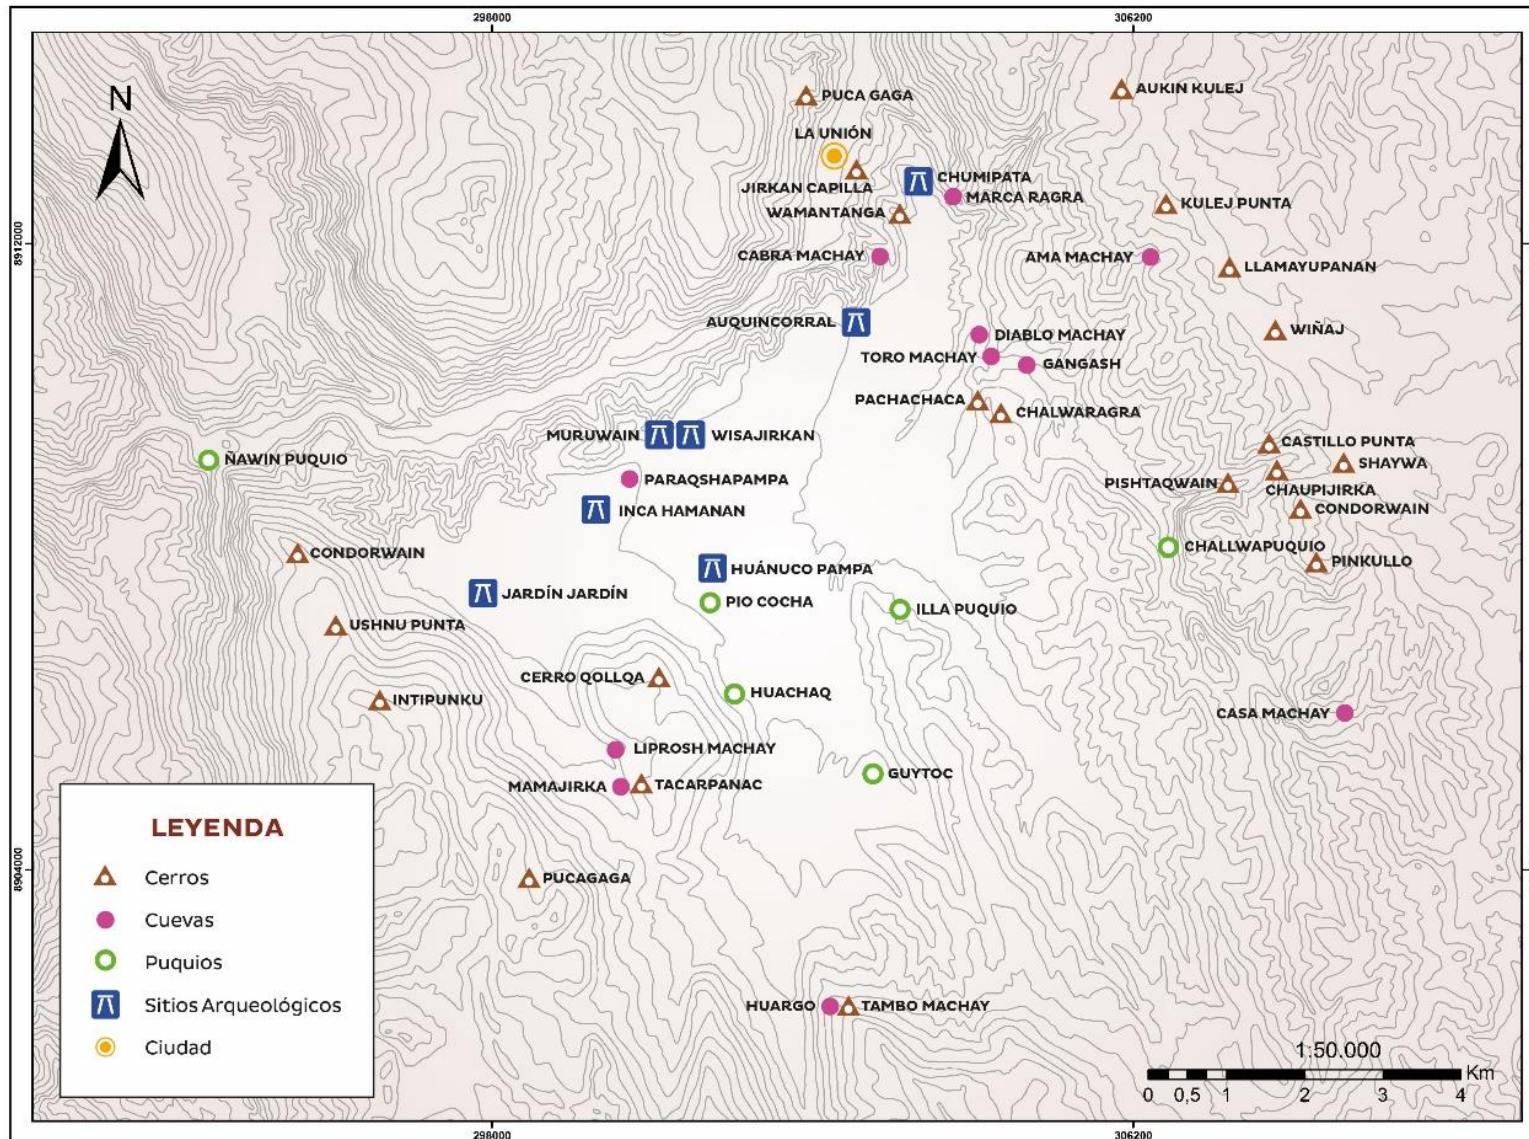 298000
306200
N
PUCA GAGA
AUKIN KULEJ
LA UNIÓN
CHUMIPATA
JIRKAN CAPILLA
MARCA RAGRA
KULEJ PUNTA
WAMANTANGA
8912000
CABRA MACHAY
AMA MACHAY
LLAMAYUPANAN
AUQUINCORRAL
WIÑAJ
DIABLO MACHAY
TORO MACHAY
GANGASH
PACHACHACA
CHALWARAGRA
MURUWAIN
WISAJIRKAN
CASTILLO PUNTA
ÑAWIN PUQUIO
SHAYWA
PARAQSHAPAMPA
PISHTAQWAIN
CHAUPIJIRKA
INCA HAMANAN
CONDORWAIN
CONDORWAIN
CHALLWAPUQUIO
PINKULLO
HUÁNUCO PAMPA
JARDÍN JARDÍN
PIO COCHA
ILLA PUQUIO
USHNU PUNTA
CERRO QOLLQA
HUACHAQ
INTIPUNKU
CASA MACHAY
LIPROSH MACHAY
GUYTOC
MAMAJIRKA
TACARPANAC
8904000
PUCAGAGA
HUARGO
TAMBO MACHAY
LEYENDA
Cerros
Cuevas
Puquios
Sitios Arqueológicos
Ciudad
1:50.000
Km
0 0,5 1 2 3 4
298000
306200